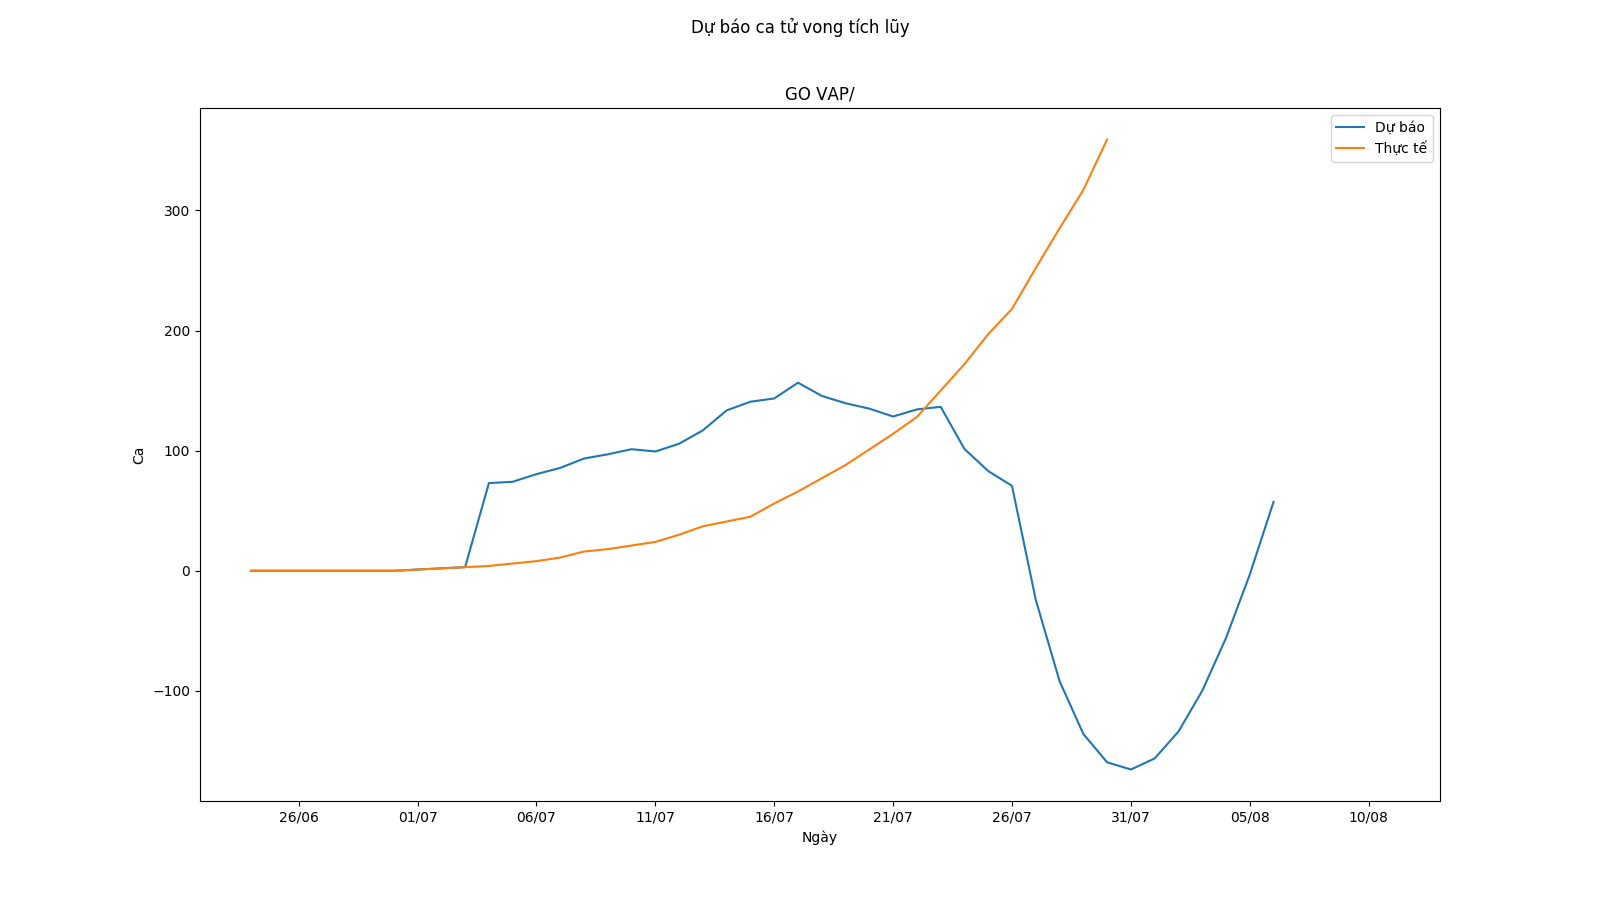 Dự báo ca tử vong tích lũy
GO VAP/
Dự báo
Thực tế
300
200
100
0
−100
Ca
26/06
01/07
06/07
11/07
16/07
21/07
26/07
31/07
05/08
10/08
Ngày